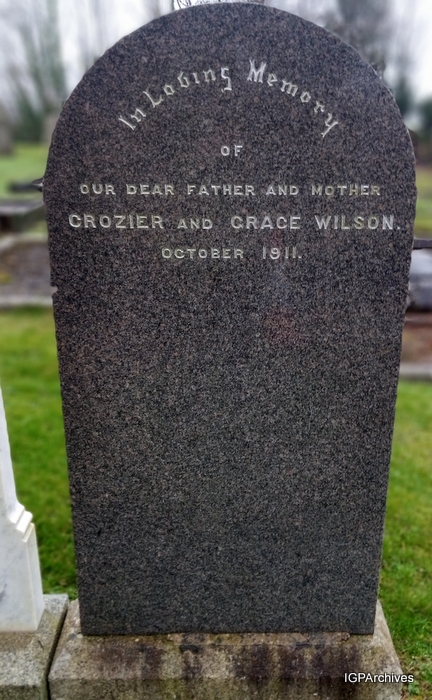 In Loving Memory
OF
OUR DEAR FATHER AND MOTHER
CROZIER AND GRACE WILSON.
OCTOBER 1911.
IGPArchives